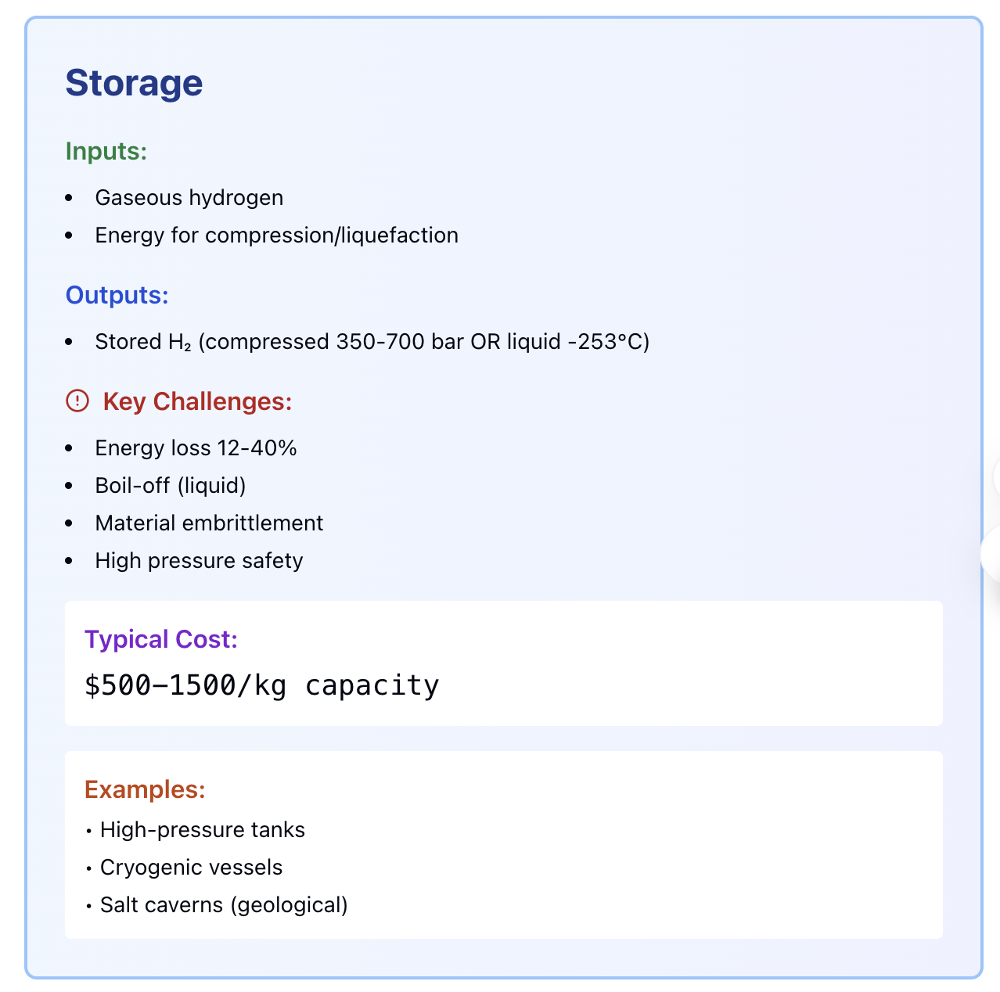 Storage
Inputs:
• Gaseous hydrogen
• Energy for compression/liquefaction
Outputs:
• Stored H₂ (compressed 350-700 bar OR liquid -253°C)
Key Challenges:
• Energy loss 12-40%
• Boil-off (liquid)
• Material embrittlement
• High pressure safety
Typical Cost:
$500-1500/kg capacity
Examples:
• High-pressure tanks
• Cryogenic vessels
• Salt caverns (geological)